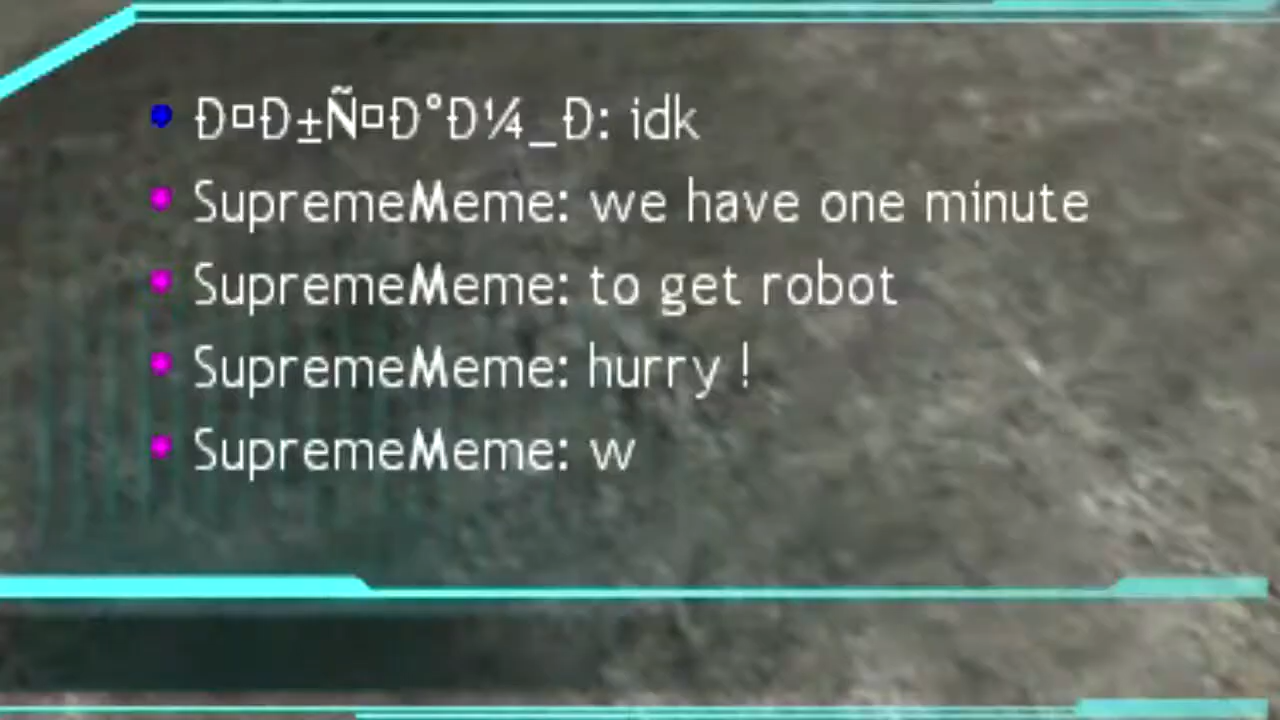 Ð¤Ð±Ñ¤Ð°Ð¼_Ð: idk
SupremeMeme: we have one minute
SupremeMeme: to get robot
SupremeMeme: hurry !
SupremeMeme: w